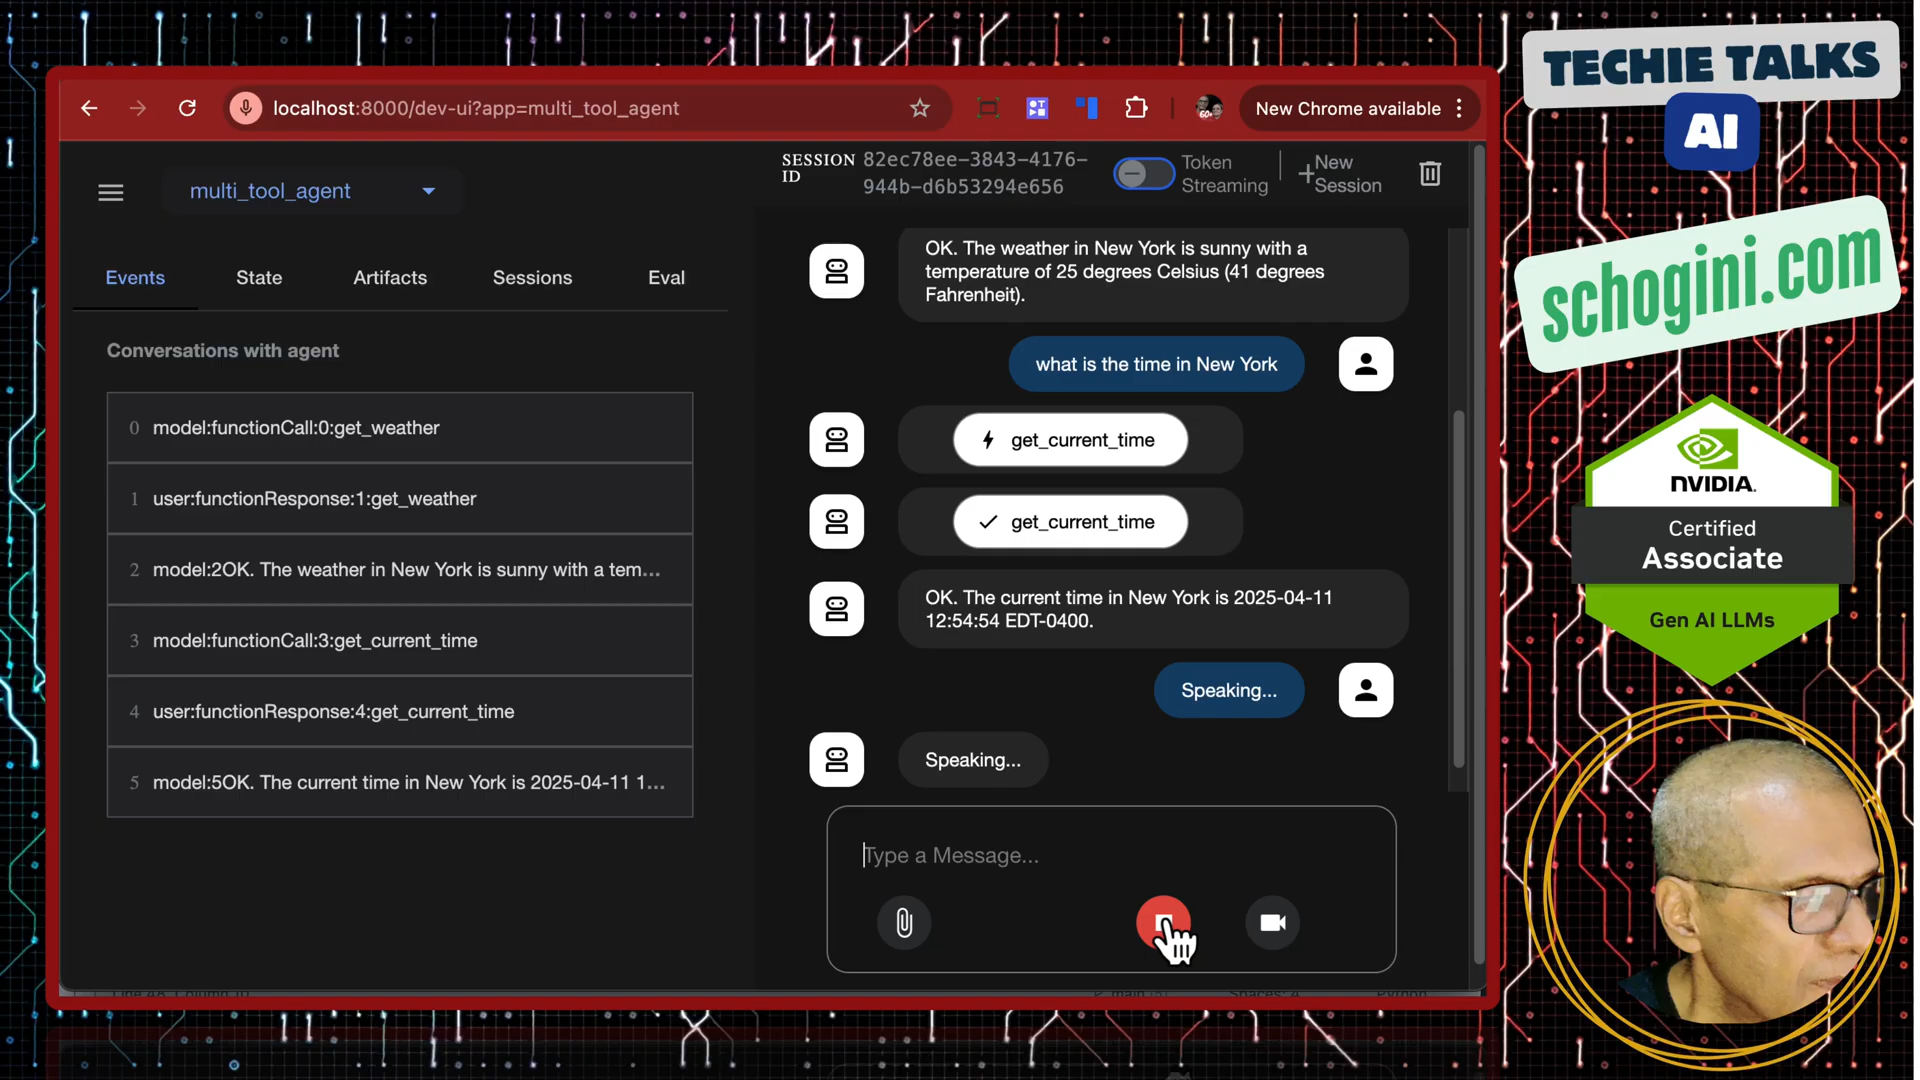 TECHIE TALKS
AI
schogini.com
NVIDIA.
Certified
Associate
Gen AI LLMs
localhost:8000/dev-ui?app=multi_tool_agent
60+
New Chrome available
multi_tool_agent
SESSION
ID
82ec78ee-3843-4176-
944b-d6b53294e656
Token
Streaming
New
Session
Events
State
Artifacts
Sessions
Eval
Conversations with agent
0 model:functionCall:0:get_weather
1 user:functionResponse:1:get_weather
2 model:2OK. The weather in New York is sunny with a tem...
3 model:functionCall:3:get_current_time
4 user:functionResponse:4:get_current_time
5 model:5OK. The current time in New York is 2025-04-11 1...
OK. The weather in New York is sunny with a
temperature of 25 degrees Celsius (41 degrees
Fahrenheit).
what is the time in New York
get_current_time
get_current_time
OK. The current time in New York is 2025-04-11
12:54:54 EDT-0400.
Speaking...
Speaking...
Type a Message...